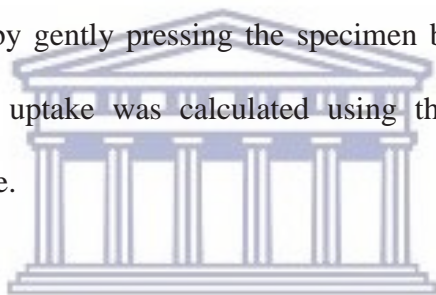 by gently pressing the specimen b
uptake was calculated using th
e.